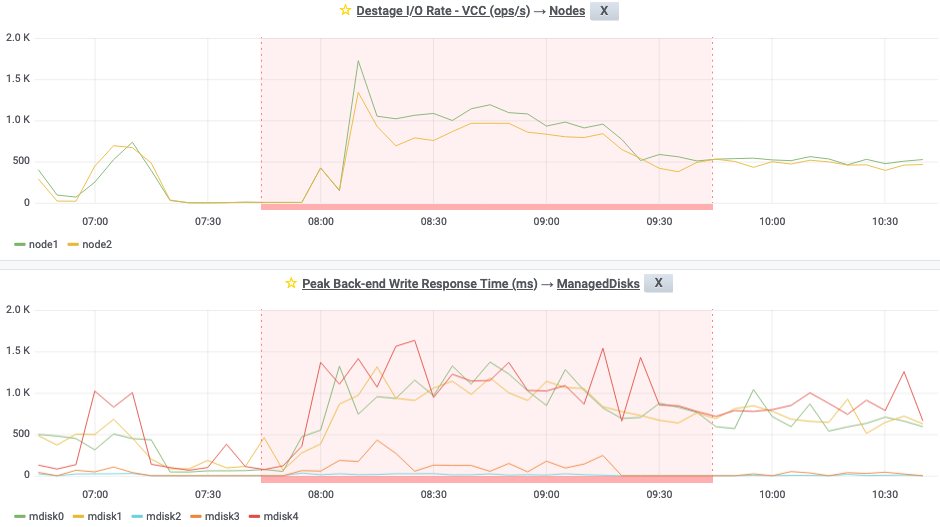 Destage I/O Rate - VCC (ops/s) → Nodes X
2.0 K
1.5 K
1.0 K
500
0
07:00 07:30 08:00 08:30 09:00 09:30 10:00 10:30
node1 node2
Peak Back-end Write Response Time (ms) → ManagedDisks X
2.0 K
1.5 K
1.0 K
500
0
07:00 07:30 08:00 08:30 09:00 09:30 10:00 10:30
mdisk0 mdisk1 mdisk2 mdisk3 mdisk4